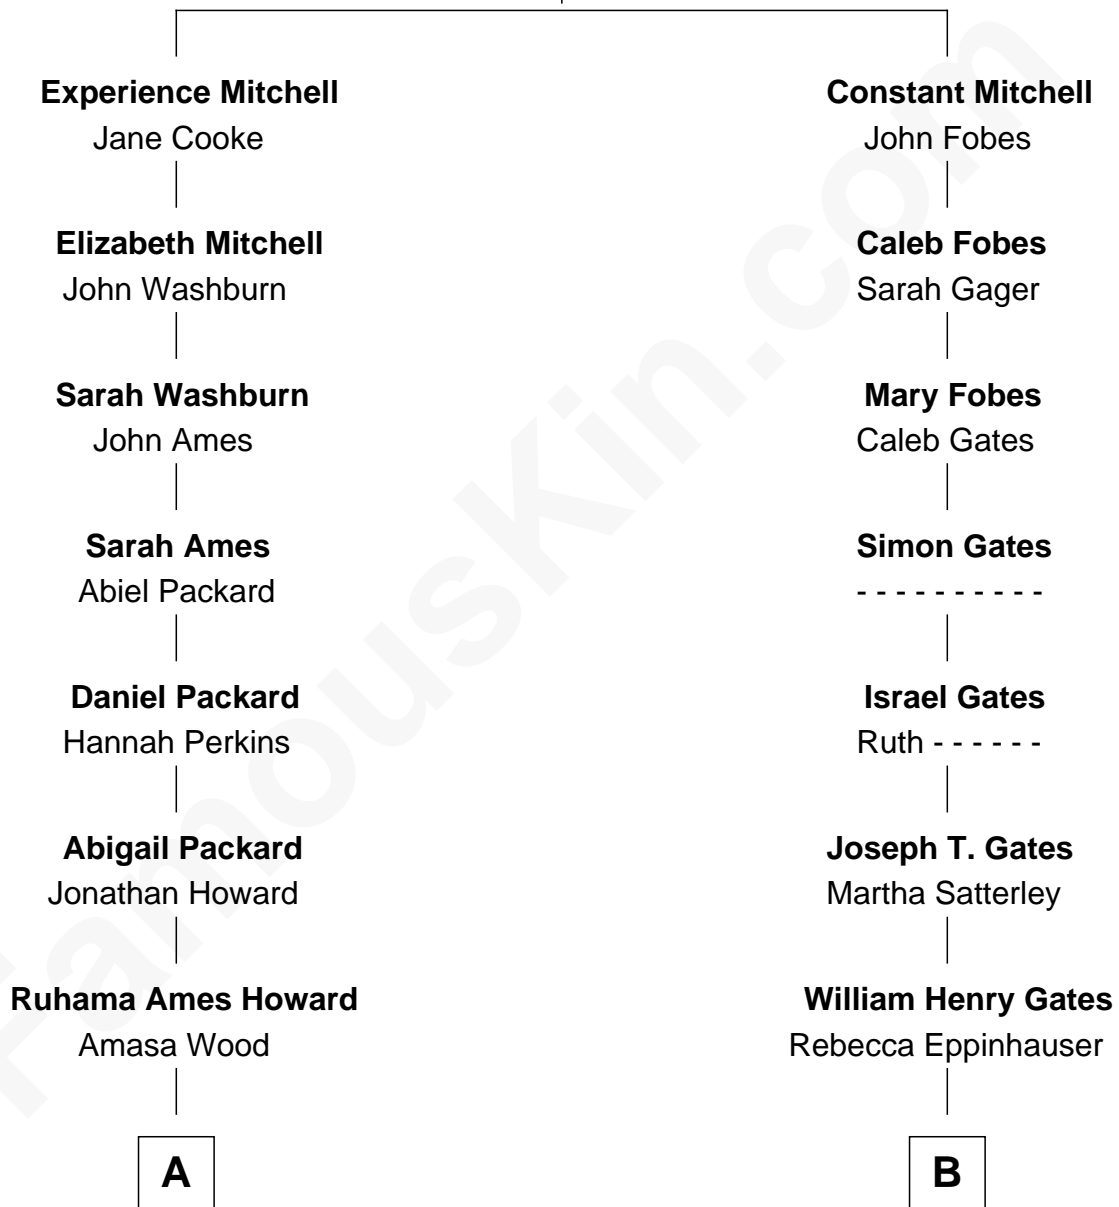 Experience Mitchell
Jane Cooke
Elizabeth Mitchell
John Washburn
Sarah Washburn
John Ames
Sarah Ames
Abiel Packard
Daniel Packard
Hannah Perkins
Abigail Packard
Jonathan Howard
Ruhama Ames Howard
Amasa Wood
A
Constant Mitchell
John Fobes
Caleb Fobes
Sarah Gager
Mary Fobes
Caleb Gates
Simon Gates
- - - - - - - - - -
Israel Gates
Ruth - - - - - -
Joseph T. Gates
Martha Satterley
William Henry Gates
Rebecca Eppinhauser
B
FamousKin.com